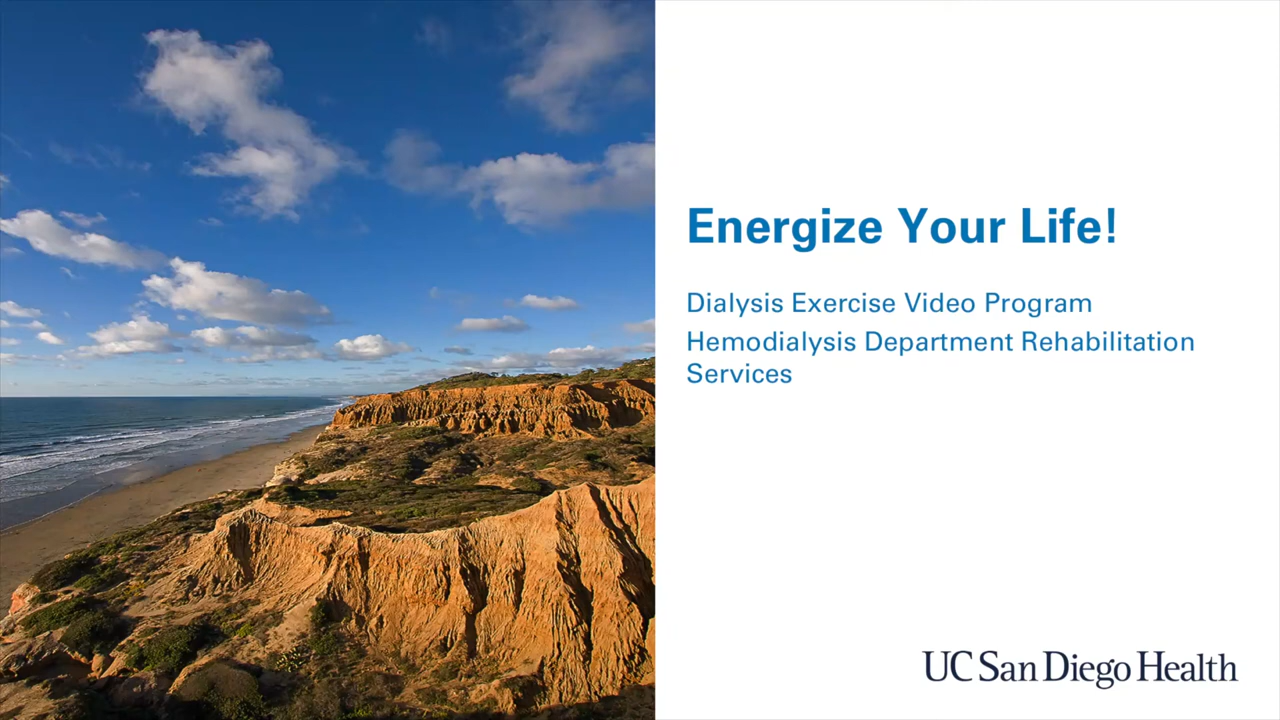 Energize Your Life!
Dialysis Exercise Video Program
Hemodialysis Department Rehabilitation
Services
UC San Diego Health